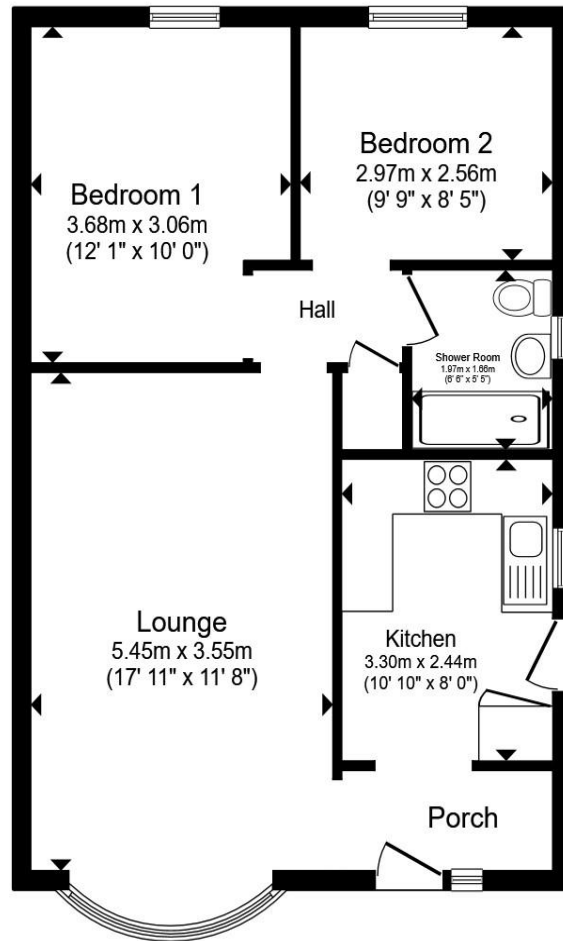 Bedroom 1
3.68m x 3.06m
(12' 1" x 10' 0")
Bedroom 2
2.97m x 2.56m
(9' 9" x 8' 5")
Hall
Shower Room
1.97m x 1.66m
(6' 6" x 5' 5")
Lounge
5.45m x 3.55m
(17' 11" x 11' 8")
Kitchen
3.30m x 2.44m
(10' 10" x 8' 0")
Porch